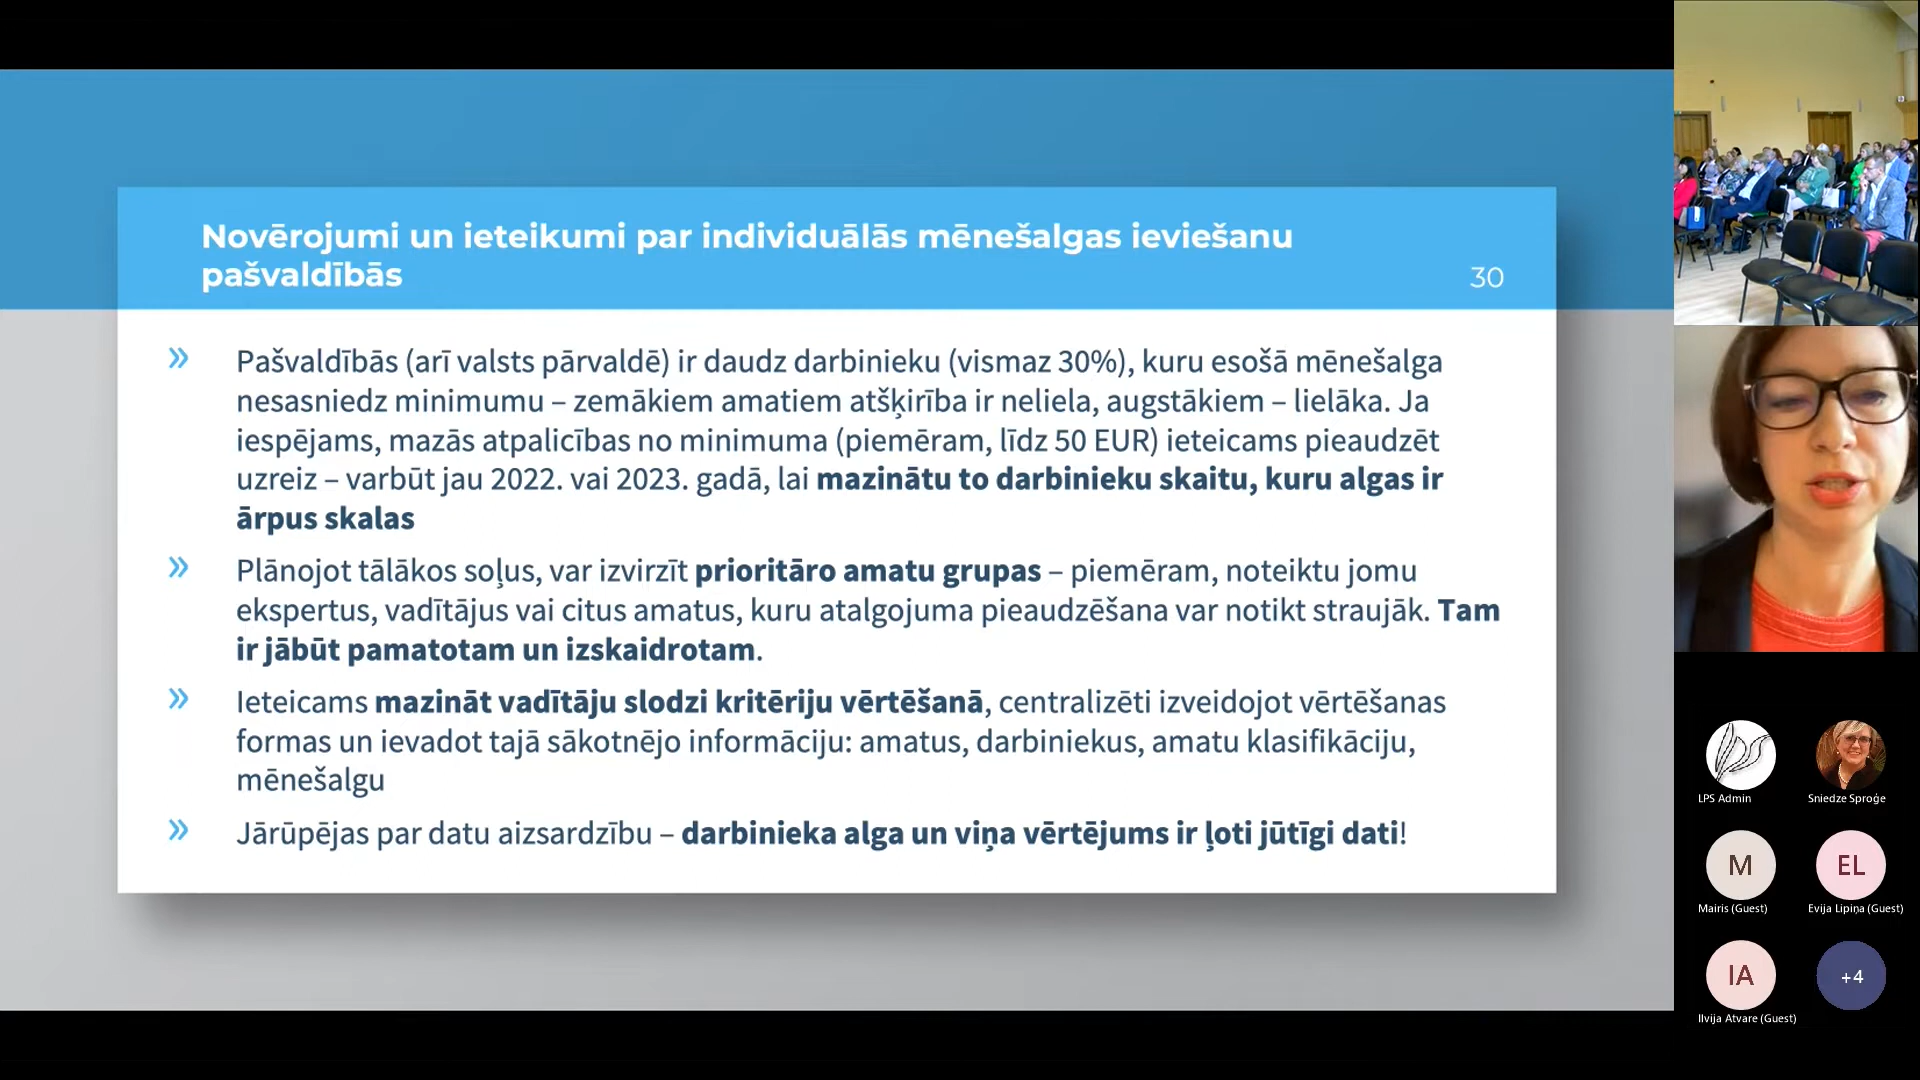 Novērojumi un ieteikumi par individuālās mēnešalgas ieviešanu
pašvaldībās
30
» Pašvaldībās (arī valsts pārvaldē) ir daudz darbinieku (vismaz 30%), kuru esošā mēnešalga
nesasniedz minimumu – zemākiem amatiem atšķirība ir neliela, augstākiem – lielāka. Ja
iespējams, mazās atpalicības no minimuma (piemēram, līdz 50 EUR) ieteicams pieaudzēt
uzreiz – varbūt jau 2022. vai 2023. gadā, lai mazinātu to darbinieku skaitu, kuru algas ir
ārpus skalas
» Plānojot tālākos soļus, var izvirzīt prioritāro amatu grupas – piemēram, noteiktu jomu
ekspertus, vadītājus vai citus amatus, kuru atalgojuma pieaudzēšana var notikt straujāk. Tam
ir jābūt pamatotam un izskaidrotam.
» Ieteicams mazināt vadītāju slodzi kritēriju vērtēšanā, centralizēti izveidojot vērtēšanas
formas un ievadot tajā sākotnējo informāciju: amatus, darbiniekus, amatu klasifikāciju,
mēnešalgu
» Jārūpējas par datu aizsardzību – darbinieka alga un viņa vērtējums ir ļoti jūtīgi dati!
LPS Admin
Sniedze Sproģe
M
Mairis (Guest)
EL
Evija Lipiņa (Guest)
IA
Ilvija Atvare (Guest)
+4